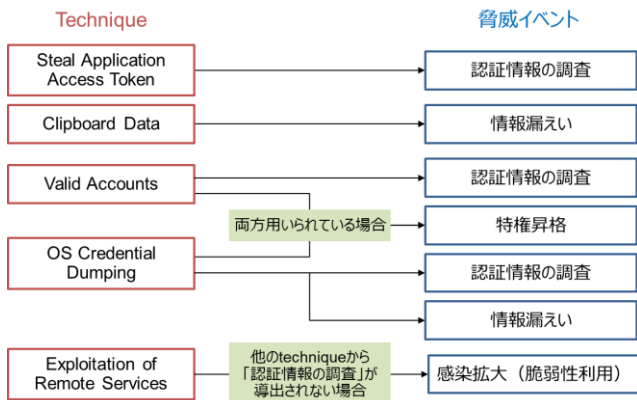 Technique
脅威イベント
Steal Application
Access Token
認証情報の調査
Clipboard Data
情報漏えい
Valid Accounts
認証情報の調査
両方用いられている場合
特権昇格
OS Credential
Dumping
認証情報の調査
情報漏えい
Exploitation of
Remote Services
他のtechniqueから
「認証情報の調査」が
導出されない場合
感染拡大（脆弱性利用）